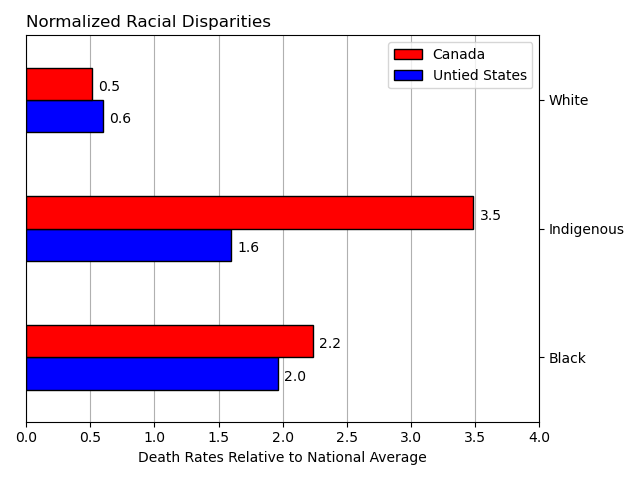 Normalized Racial Disparities
Canada
Untied States
0.5
0.6
White
3.5
1.6
Indigenous
2.2
2.0
Black
0.0 0.5 1.0 1.5 2.0 2.5 3.0 3.5 4.0
Death Rates Relative to National Average